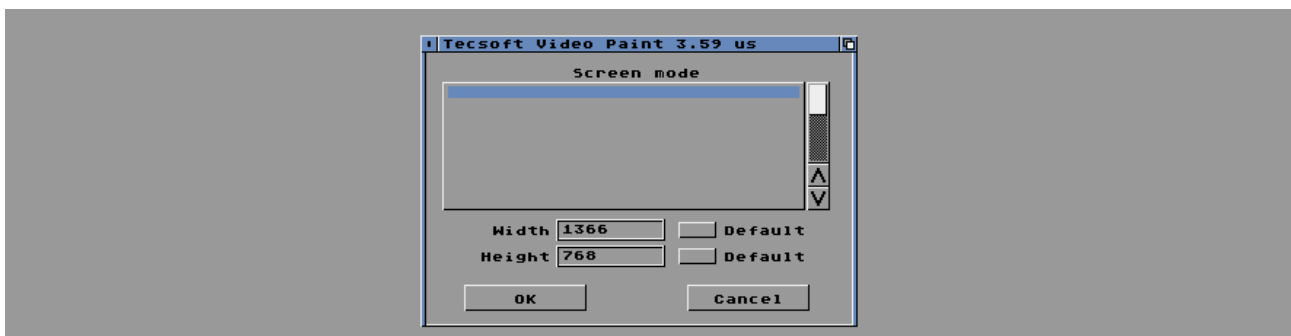 Tecsoft Video Paint 3.59 us
Screen mode
Width 1366 Default
Height 768 Default
OK Cancel